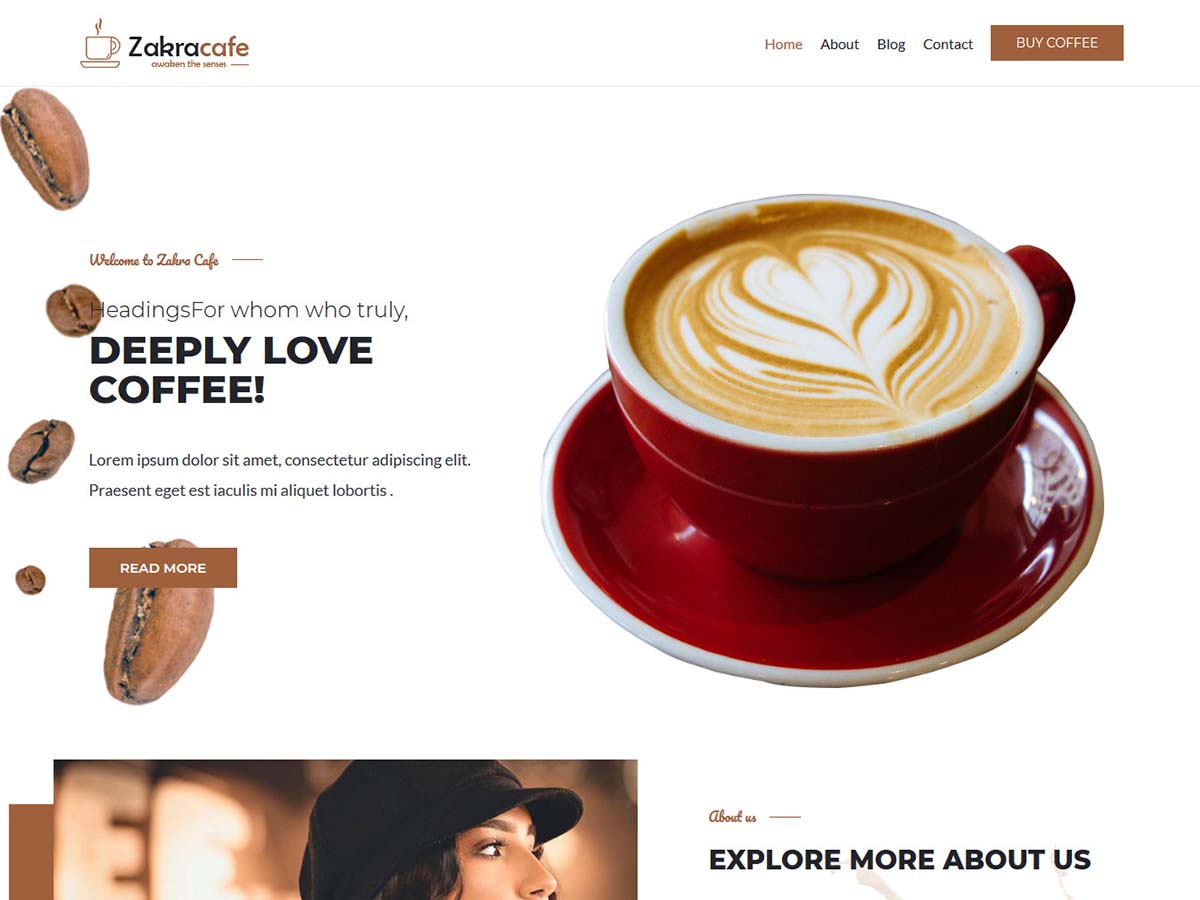 Zakracafe
awaken the senses
Home About Blog Contact BUY COFFEE
Welcome to Zakra Cafe
HeadingsFor whom who truly,
DEEPLY LOVE
COFFEE!
Lorem ipsum dolor sit amet, consectetur adipiscing elit.
Praesent eget est iaculis mi aliquet lobortis .
READ MORE
About us
EXPLORE MORE ABOUT US